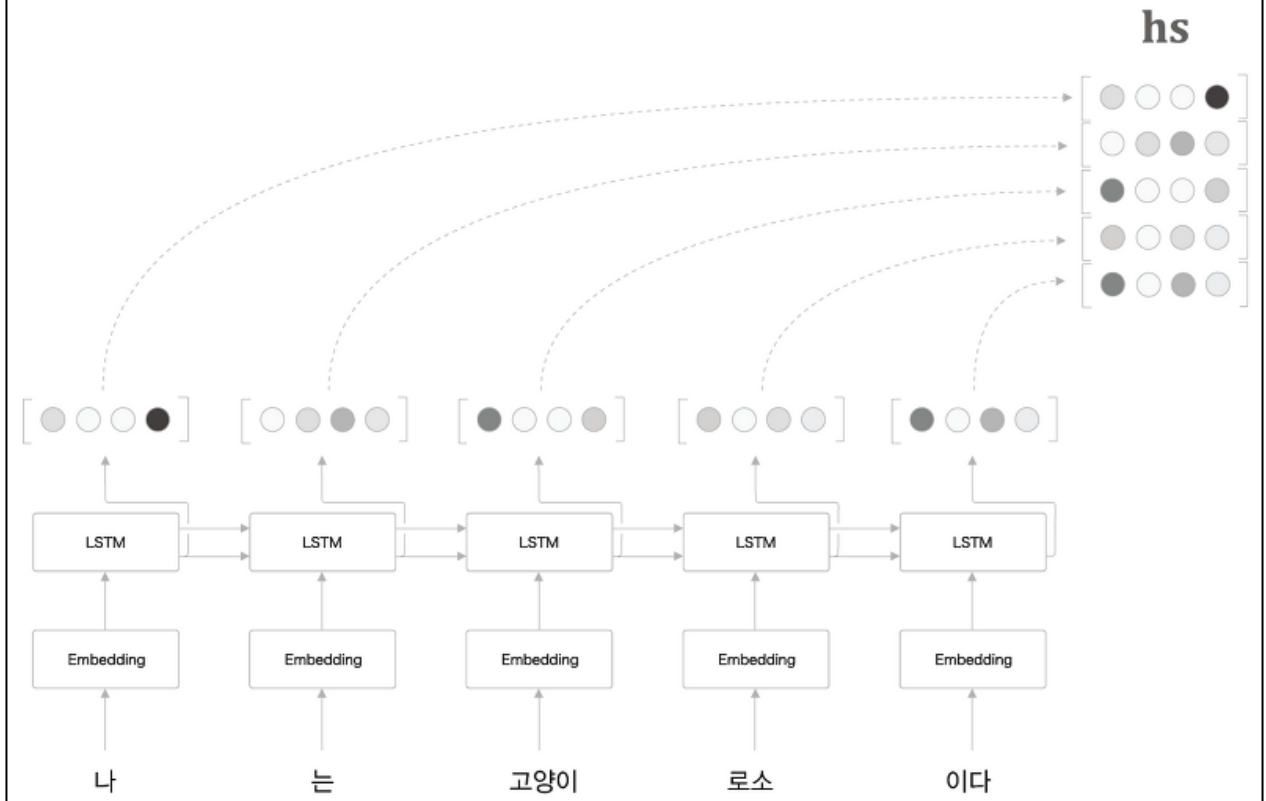 hs
LSTM LSTM LSTM LSTM LSTM
Embedding Embedding Embedding Embedding Embedding
나 는 고양이 로소 이다